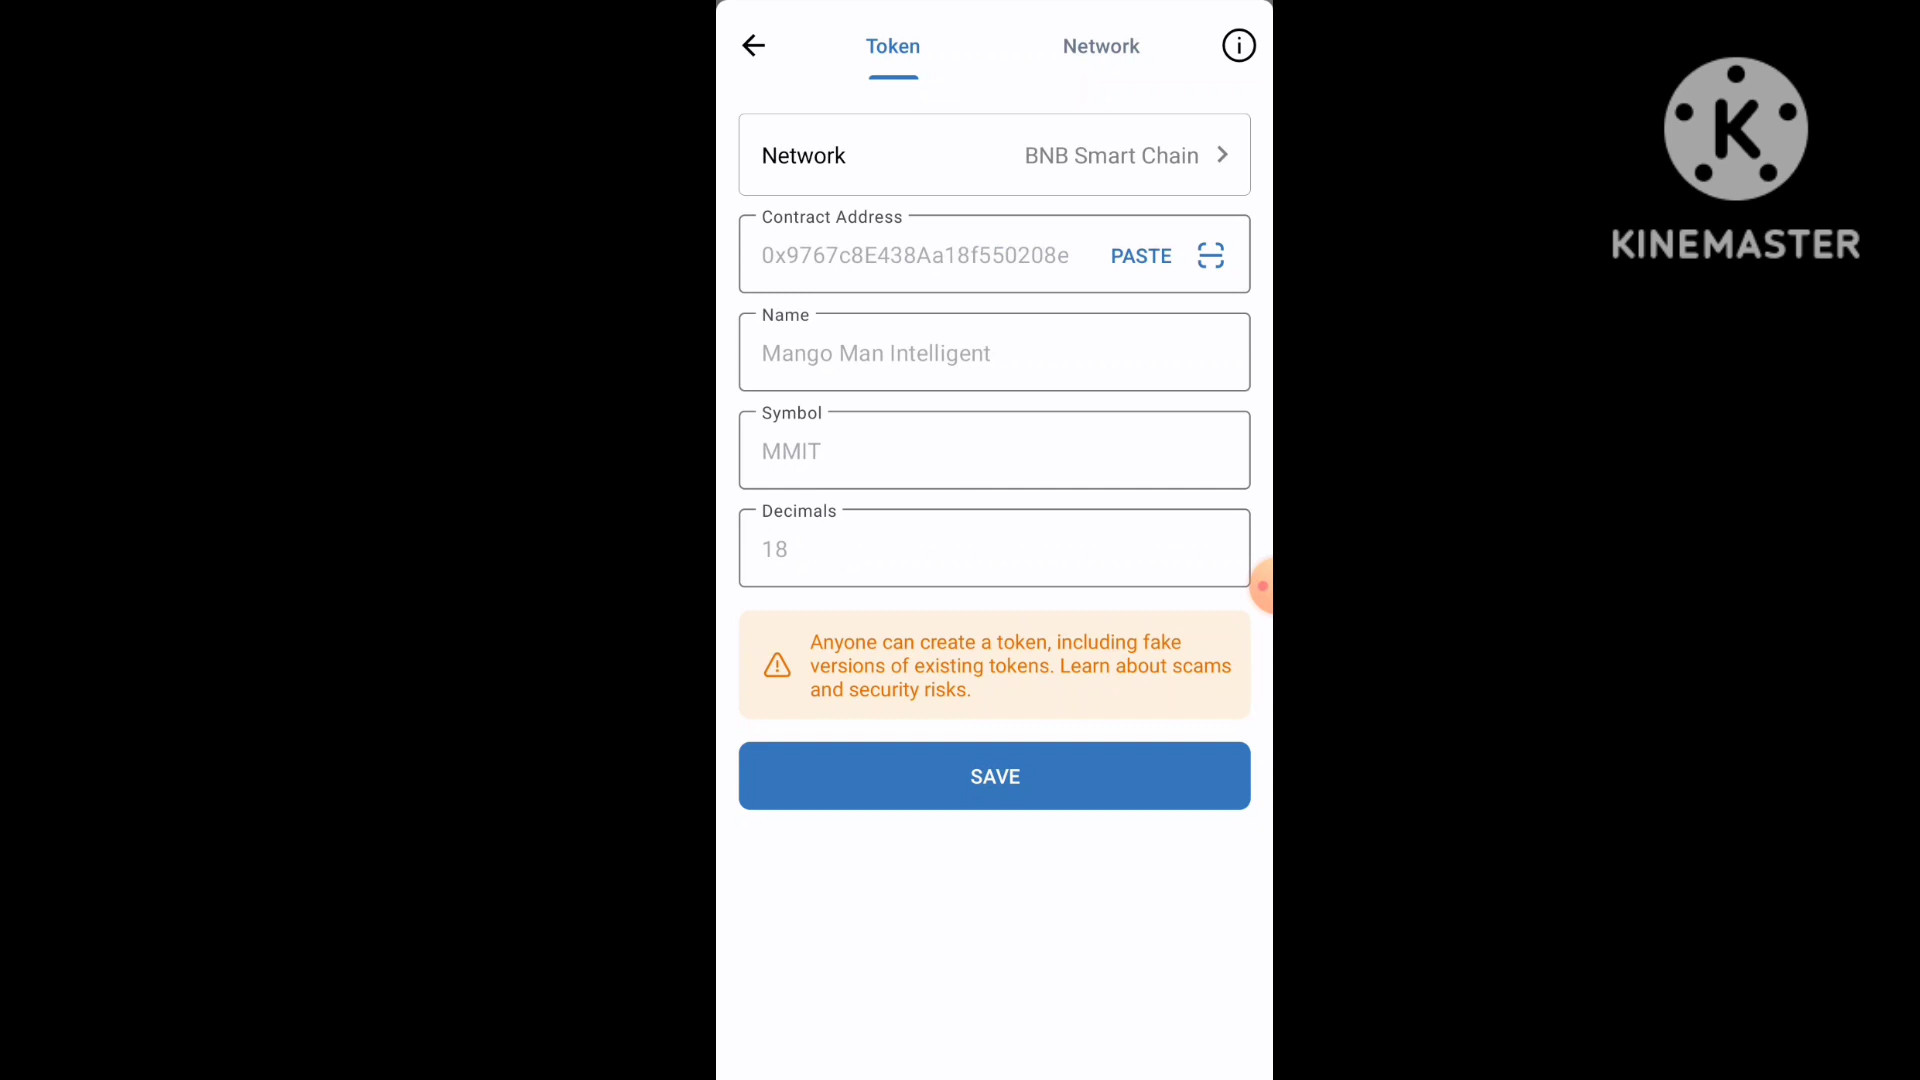 Token
Network
Network
BNB Smart Chain
Contract Address
0x9767c8E438Aa18f550208e
PASTE
Name
Mango Man Intelligent
Symbol
MMIT
Decimals
18
Anyone can create a token, including fake
versions of existing tokens. Learn about scams
and security risks.
SAVE
K
KINEMASTER